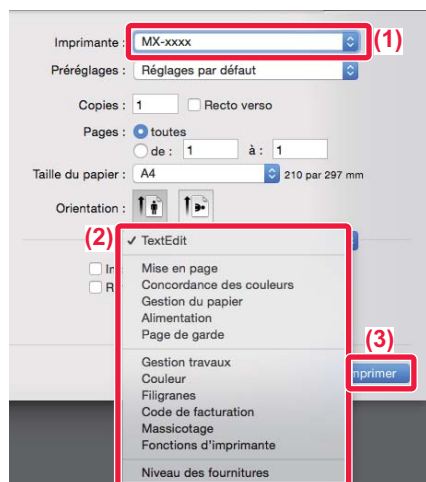 Imprimante : MX-xxxx (1)
Préréglages : Réglages par défaut
Copies : 1 Recto verso
Pages : toutes
de : 1 à : 1
Taille du papier : A4 210 par 297 mm
Orientation :
(2) ✓ TextEdit
In
R
Mise en page
Concordance des couleurs
Gestion du papier
Alimentation
Page de garde
(3)
Gestion travaux
Couleur
mprimer
Filigranes
Code de facturation
Massicotage
Fonctions d'imprimante
Niveau des fournitures